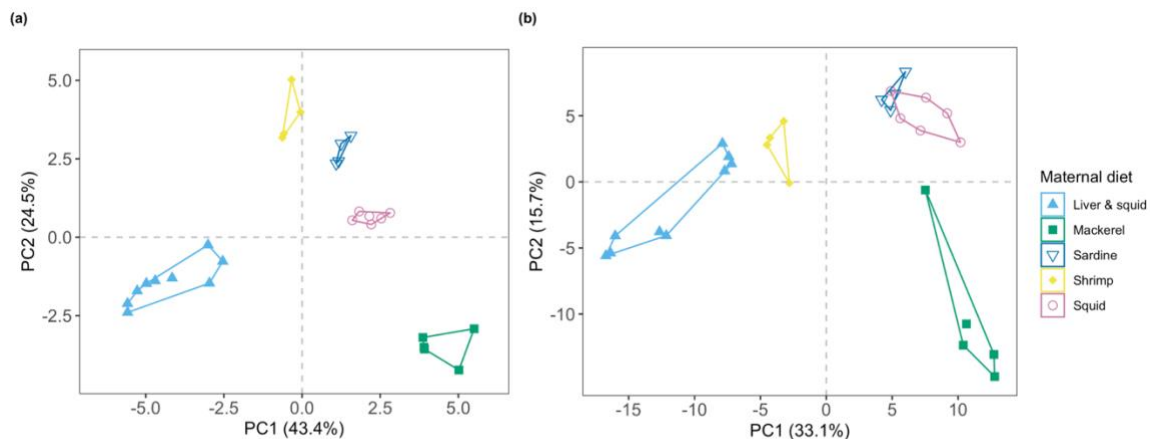 (a)
(b)
5.0
2.5
0.0
-2.5
PC2 (24.5%)
-5.0 -2.5 0.0 2.5 5.0
PC1 (43.4%)
5
0
-5
-10
PC2 (15.7%)
-15 -10 -5 0 5 10
PC1 (33.1%)
Maternal diet
Liver & squid
Mackerel
Sardine
Shrimp
Squid